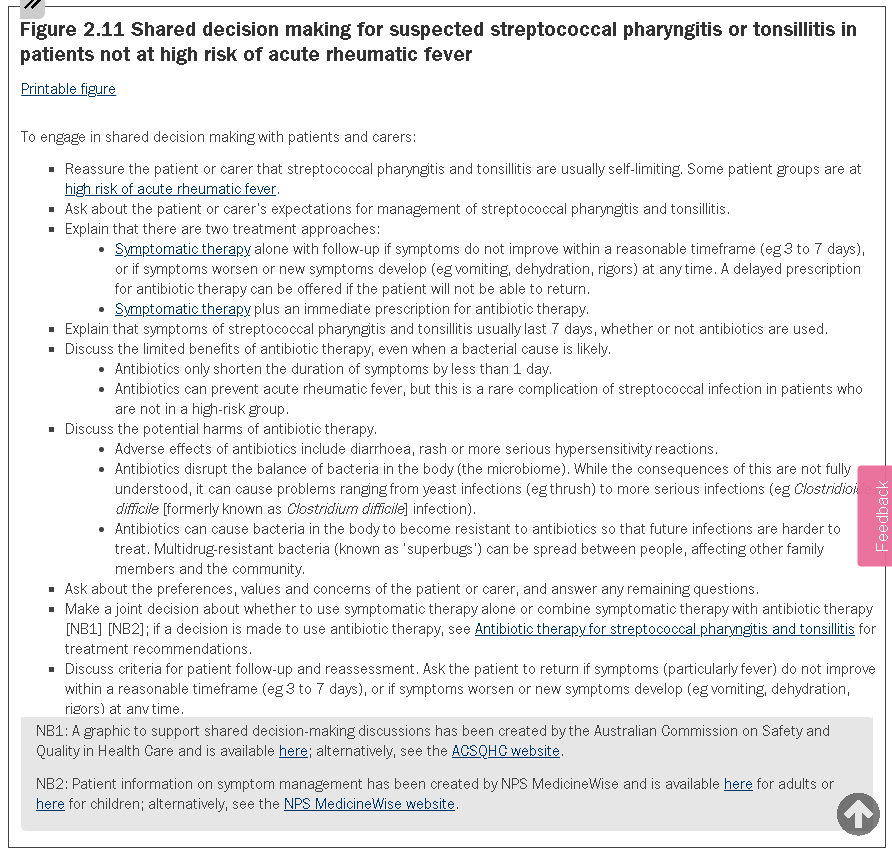 Figure 2.11 Shared decision making for suspected streptococcal pharyngitis or tonsillitis in
patients not at high risk of acute rheumatic fever
Printable figure
To engage in shared decision making with patients and carers:
▪ Reassure the patient or carer that streptococcal pharyngitis and tonsillitis are usually self-limiting. Some patient groups are at
high risk of acute rheumatic fever.
▪ Ask about the patient or carer's expectations for management of streptococcal pharyngitis and tonsillitis.
▪ Explain that there are two treatment approaches:
• Symptomatic therapy alone with follow-up if symptoms do not improve within a reasonable timeframe (eg 3 to 7 days),
or if symptoms worsen or new symptoms develop (eg vomiting, dehydration, rigors) at any time. A delayed prescription
for antibiotic therapy can be offered if the patient will not be able to return.
• Symptomatic therapy plus an immediate prescription for antibiotic therapy.
▪ Explain that symptoms of streptococcal pharyngitis and tonsillitis usually last 7 days, whether or not antibiotics are used.
▪ Discuss the limited benefits of antibiotic therapy, even when a bacterial cause is likely.
• Antibiotics only shorten the duration of symptoms by less than 1 day.
• Antibiotics can prevent acute rheumatic fever, but this is a rare complication of streptococcal infection in patients who
are not in a high-risk group.
▪ Discuss the potential harms of antibiotic therapy.
• Adverse effects of antibiotics include diarrhoea, rash or more serious hypersensitivity reactions.
• Antibiotics disrupt the balance of bacteria in the body (the microbiome). While the consequences of this are not fully
understood, it can cause problems ranging from yeast infections (eg thrush) to more serious infections (eg Clostridioides
difficile [formerly known as Clostridium difficile] infection).
• Antibiotics can cause bacteria in the body to become resistant to antibiotics so that future infections are harder to
treat. Multidrug-resistant bacteria (known as 'superbugs') can be spread between people, affecting other family
members and the community.
▪ Ask about the preferences, values and concerns of the patient or carer, and answer any remaining questions.
▪ Make a joint decision about whether to use symptomatic therapy alone or combine symptomatic therapy with antibiotic therapy
[NB1] [NB2]; if a decision is made to use antibiotic therapy, see Antibiotic therapy for streptococcal pharyngitis and tonsillitis for
treatment recommendations.
▪ Discuss criteria for patient follow-up and reassessment. Ask the patient to return if symptoms (particularly fever) do not improve
within a reasonable timeframe (eg 3 to 7 days), or if symptoms worsen or new symptoms develop (eg vomiting, dehydration,
rigors) at any time.
NB1: A graphic to support shared decision-making discussions has been created by the Australian Commission on Safety and
Quality in Health Care and is available here; alternatively, see the ACSQHC website.
NB2: Patient information on symptom management has been created by NPS MedicineWise and is available here for adults or
here for children; alternatively, see the NPS MedicineWise website.
Feedback